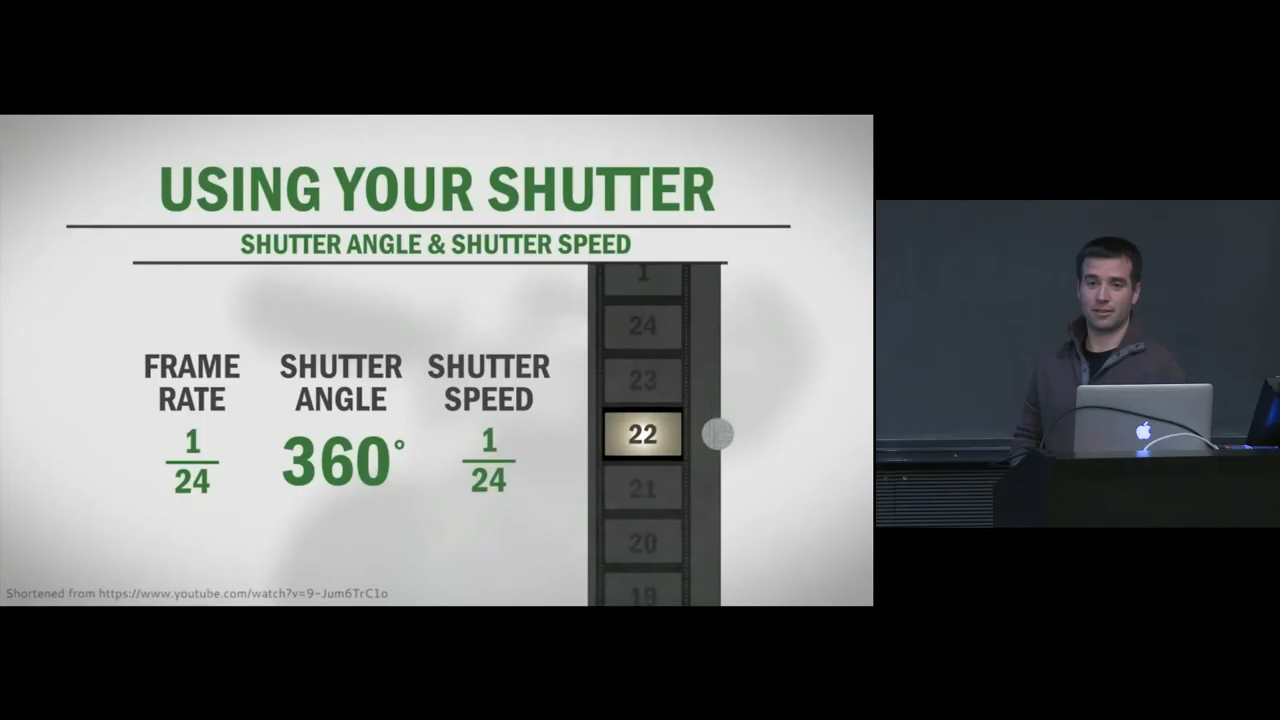 USING YOUR SHUTTER
SHUTTER ANGLE & SHUTTER SPEED
FRAME
RATE
1
24
SHUTTER
ANGLE
360°
SHUTTER
SPEED
1
24
1
24
23
22
21
20
19
Shortened from https://www.youtube.com/watch?v=9-Jum6TrC1o